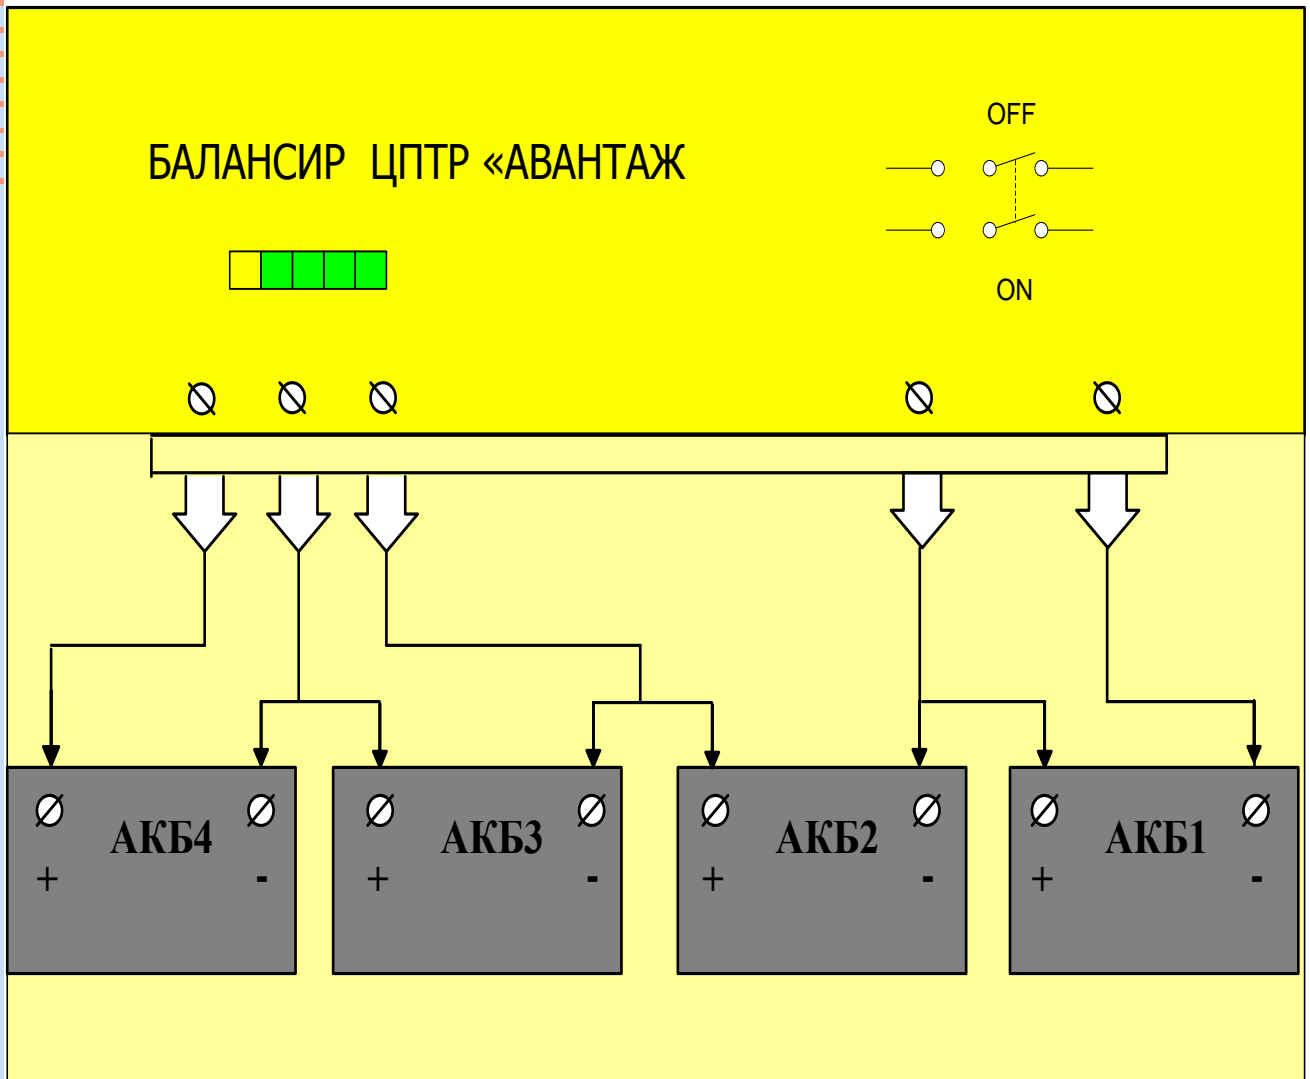 OFF
БАЛАНСИР ЦПТР «АВАНТАЖ
ON
АКБ4 АКБ3 АКБ2 АКБ1
+ - + - + - + -